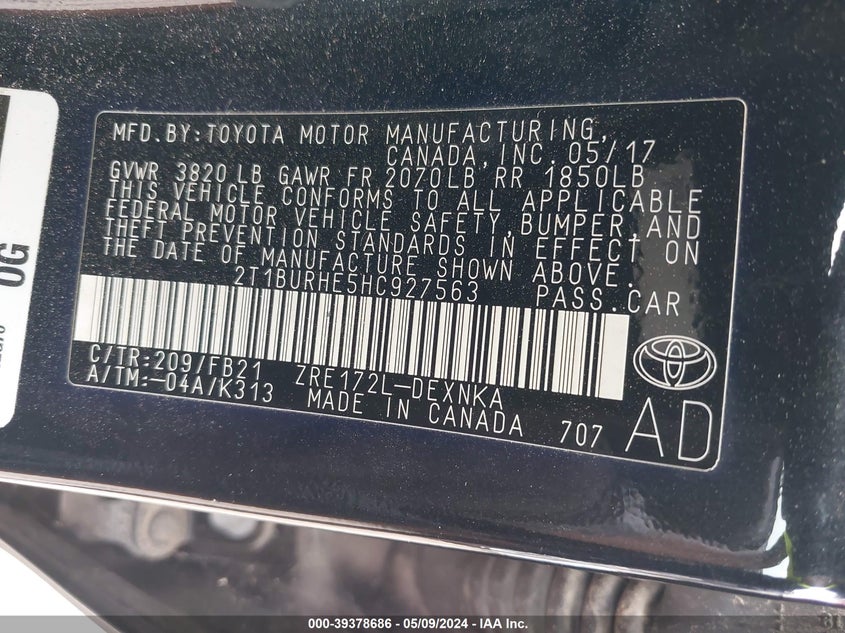 MFD.BY:TOYOTA MOTOR MANUFACTURING,
CANADA,INC. 05/17
GVWR 3820 LB GAWR FR 2070LB RR 1850LB
THIS VEHICLE CONFORMS TO ALL APPLICABLE
FEDERAL MOTOR VEHICLE SAFETY,BUMPER,AND
THEFT PREVENTION STANDARDS IN EFFECT ON
THE DATE OF MANUFACTURE SHOWN ABOVE.
2T1BURHE5HC927563 PASS.CAR
C/TR:209/FB21 ZRE172L-DEXNKA
A/TM:-04A/K313 MADE IN CANADA 707
AD
OG
000-39378686 - 05/09/2024 - IAA Inc.